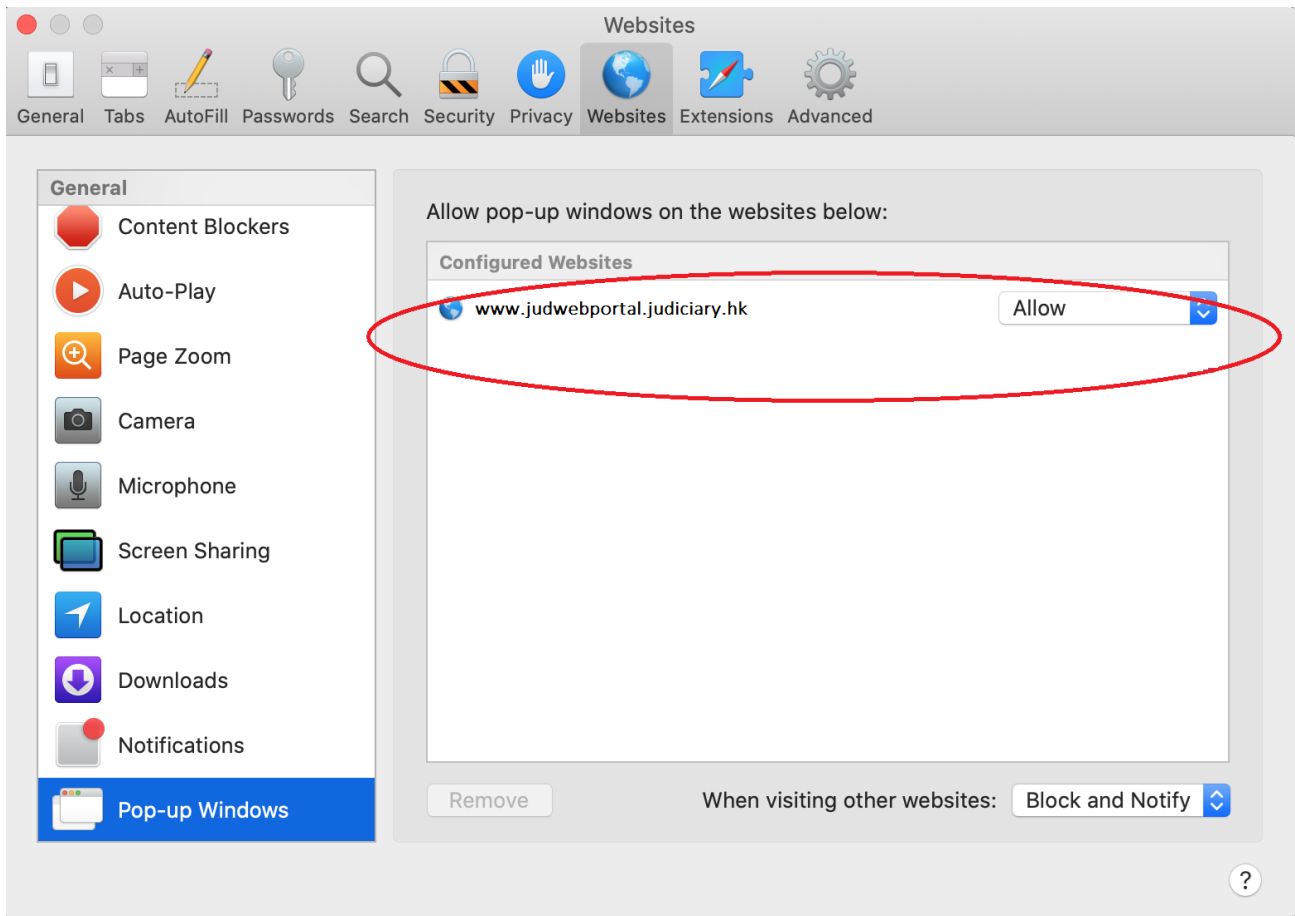 Websites
General Tabs AutoFill Passwords Search Security Privacy Websites Extensions Advanced
General
Content Blockers
Auto-Play
Page Zoom
Camera
Microphone
Screen Sharing
Location
Downloads
Notifications
Pop-up Windows
Allow pop-up windows on the websites below:
Configured Websites
www.judwebportal.judiciary.hk Allow
Remove When visiting other websites: Block and Notify
?